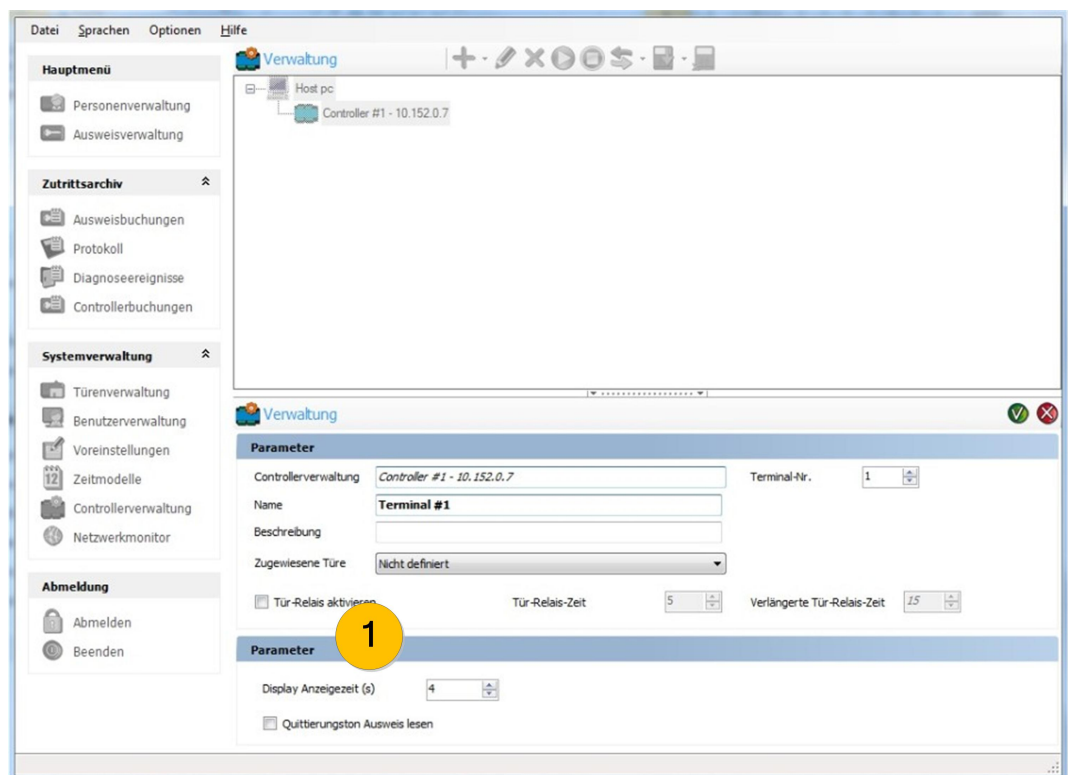 Datei Sprachen Optionen Hilfe
Hauptmenü
Personenverwaltung
Ausweisverwaltung
Zutrittsarchiv
Ausweisbuchungen
Protokoll
Diagnoseereignisse
Controllerbuchungen
Systemverwaltung
Türenverwaltung
Benutzerverwaltung
Voreinstellungen
12 Zeitmodelle
Controllerverwaltung
Netzwerkmonitor
Abmeldung
Abmelden
Beenden
Verwaltung
Host pc
Controller #1 - 10.152.0.7
Verwaltung
Parameter
Controllerverwaltung Controller #1 - 10.152.0.7 Terminal-Nr. 1
Name Terminal #1
Beschreibung
Zugewiesene Türe Nicht definiert
Tür-Relais aktivieren Tür-Relais-Zeit 5 Verlängerte Tür-Relais-Zeit 15
1
Parameter
Display Anzeigezeit (s) 4
Quittierungston Ausweis lesen